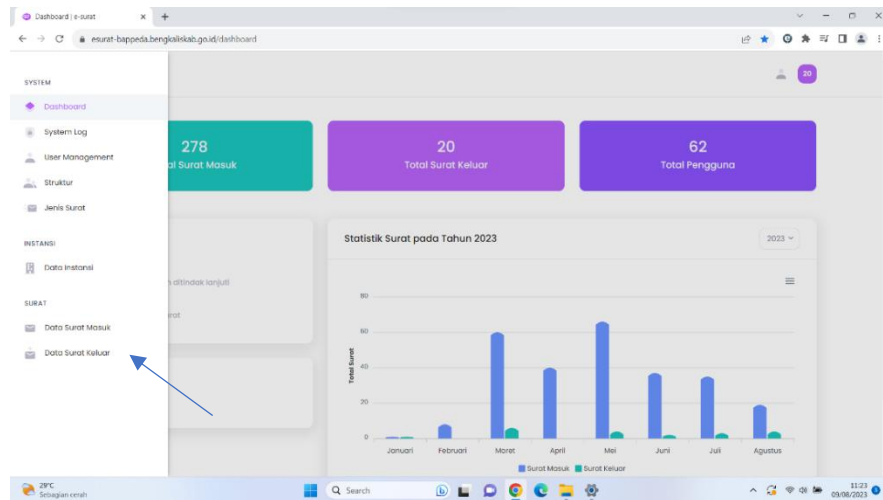 Dashboard | e-surat
esurat-bappeda.bengkaliskab.go.id/dashboard
SYSTEM
Dashboard
System Log
User Management
Struktur
Jenis Surat
INSTANSI
Data Instansi
SURAT
Data Surat Masuk
Data Surat Keluar
20
278
al Surat Masuk
20
Total Surat Keluar
62
Total Pengguna
n ditindak lanjuti
rat
Statistik Surat pada Tahun 2023
2023
Total Surat
80
60
40
20
0
Januari Februari Maret April Mei Juni Juli Agustus
Surat Masuk Surat Keluar
29°C
Sebagian cerah
Search
11:23
09/08/2023